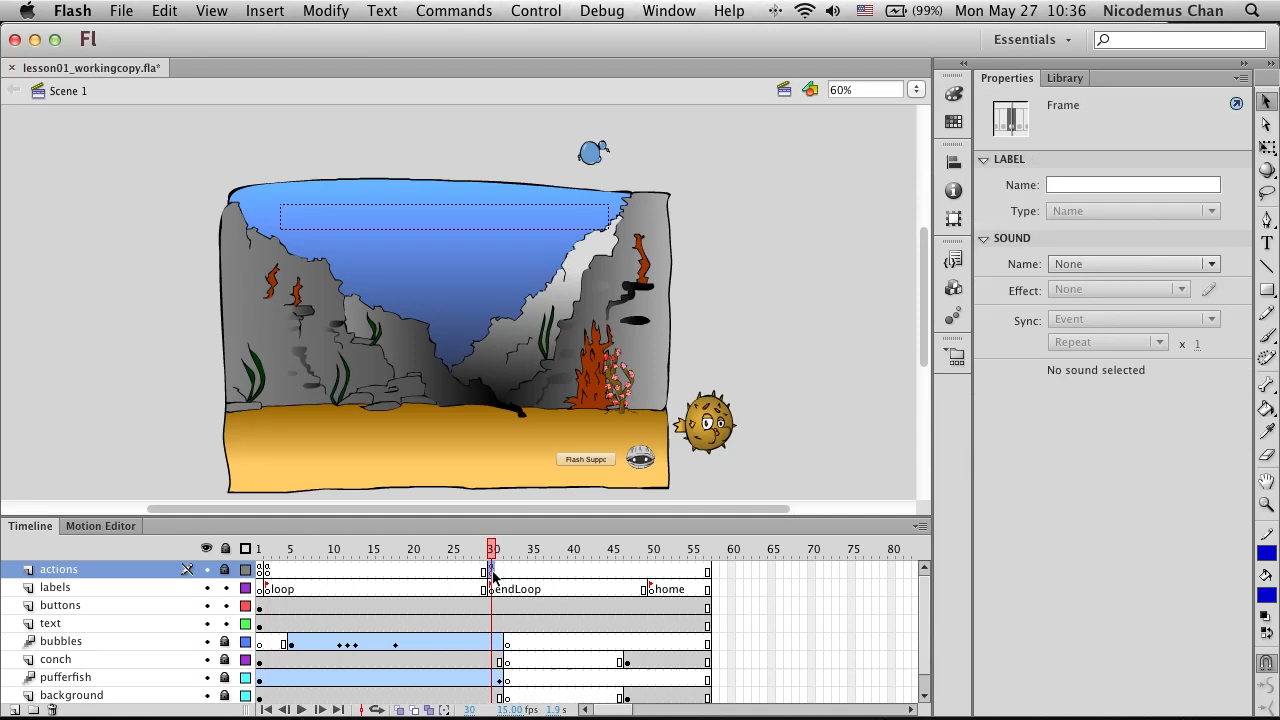 Flash File Edit View Insert Modify Text Commands Control Debug Window Help (99%) Mon May 27 10:36 Nicodemus Chan
Fl Essentials
× lesson01_workingcopy.fla*
Scene 1 60%
Properties Library
Frame
LABEL
Name:
Type: Name
SOUND
Name: None
Effect: None
Sync: Event
Repeat x 1
No sound selected
Flash Suppo
Timeline Motion Editor
1 5 10 15 20 25 30 35 40 45 50 55 60 65 70 75 80
actions
labels loop endLoop home
buttons
text
bubbles
conch
pufferfish
background
30 15.00 fps 1.9 s